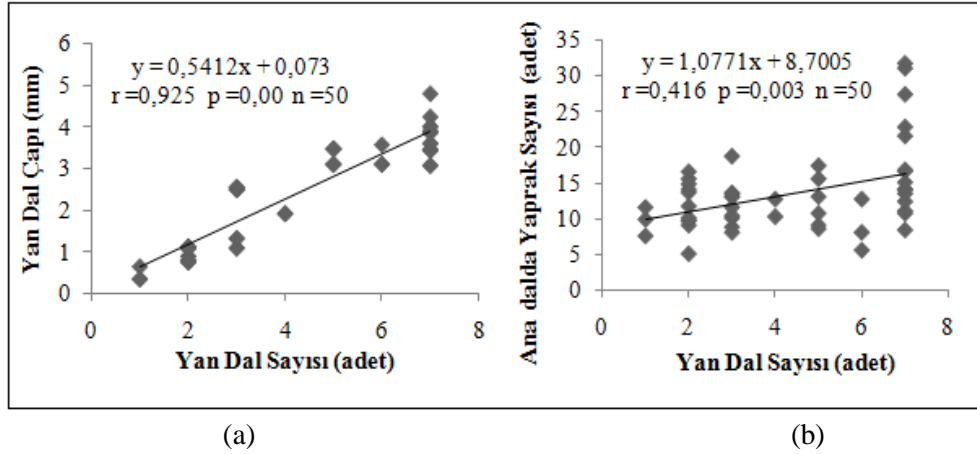 6
5
4
3
2
1
0
0 2 4 6 8
Yan Dal Çapı (mm)
y = 0,5412x + 0,073
r =0,925 p =0,00 n =50
Yan Dal Sayısı (adet)
35
30
25
20
15
10
5
0
0 2 4 6 8
Ana dalda Yaprak Sayısı (adet)
y = 1,0771x + 8,7005
r =0,416 p =0,003 n =50
Yan Dal Sayısı (adet)
(a) (b)